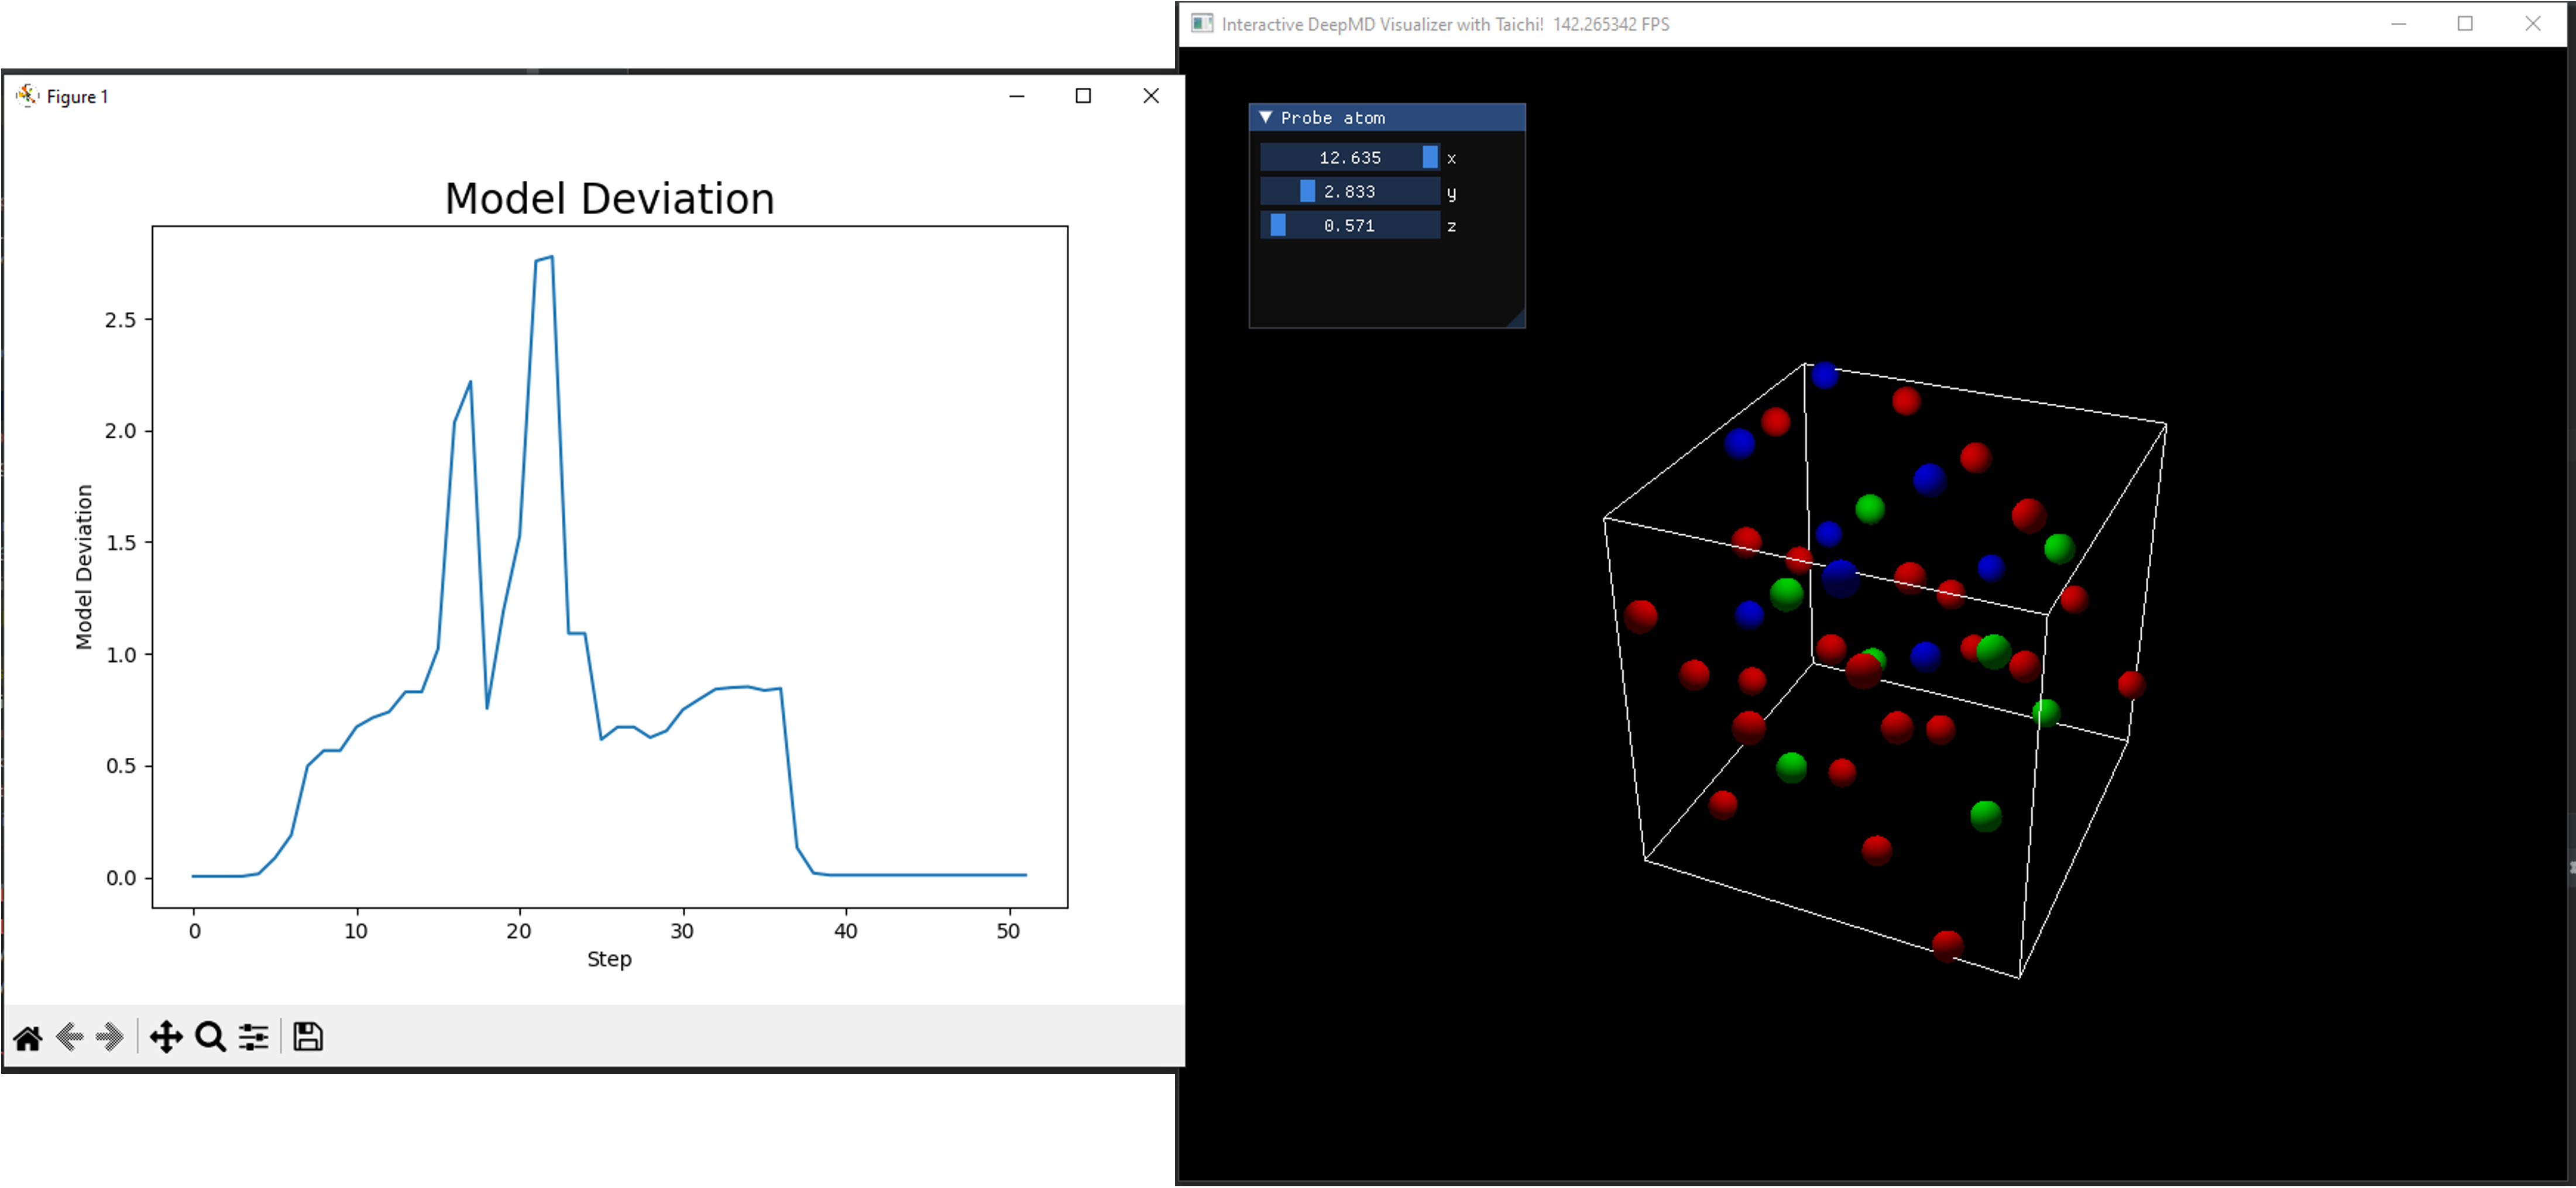 Interactive DeepMD Visualizer with Taichi! 142.265342 FPS
Figure 1
Model Deviation
2.5
2.0
1.5
1.0
0.5
0.0
Model Deviation
0 10 20 30 40 50
Step
Probe atom
12.635 x
2.833 y
0.571 z